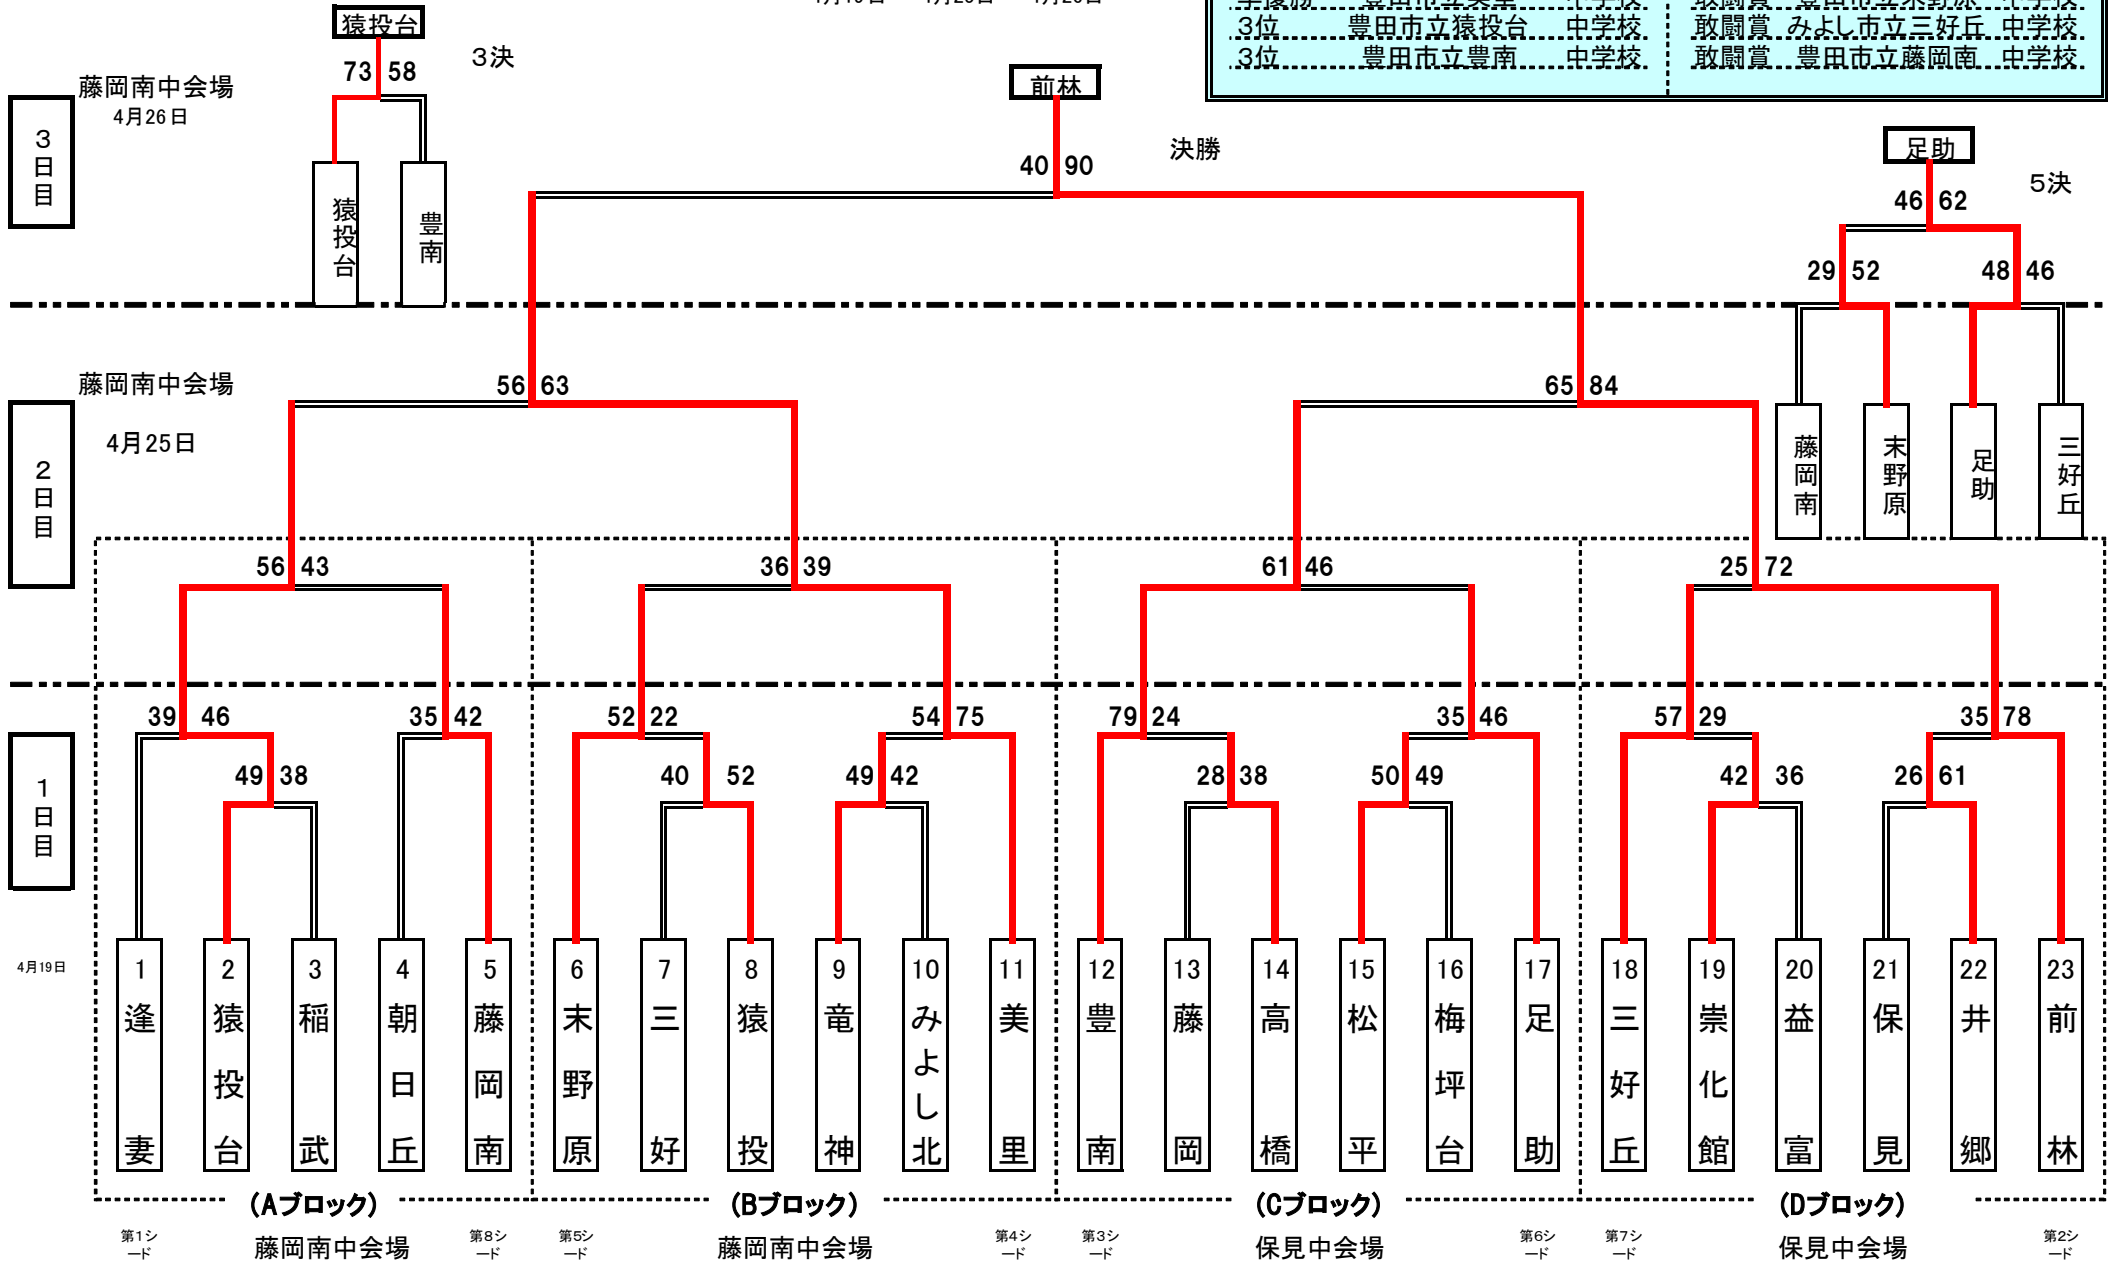 猿投台
3決
73 58
藤岡南中会場
4月26日
3日目
猿投台
豊南
前林
決勝
40 90
3位 豊田市立猿投台 中学校 敢闘賞 みよし市立三好丘 中学校
3位 豊田市立豊南 中学校 敢闘賞 豊田市立藤岡南 中学校
足助
5決
46 62
29 52 48 46
藤岡南
末野原
足助
三好丘
藤岡南中会場
4月25日
2日目
56 63 65 84
56 43 36 39 61 46 25 72
39 46 35 42 52 22 54 75 79 24 35 46 57 29 35 78
49 38 40 52 49 42 28 38 50 49 42 36 26 61
1日目
4月19日
1 逢妻
2 猿投台
3 稲武
4 朝日丘
5 藤岡南
6 末野原
7 三好
8 猿投
9 竜神
10 みよし北
11 美里
12 豊南
13 藤岡
14 高橋
15 松平
16 梅坪台
17 足助
18 三好丘
19 崇化館
20 益富
21 保見
22 井郷
23 前林
(Aブロック) (Bブロック) (Cブロック) (Dブロック)
第1シード 藤岡南中会場 第8シード 第5シード 藤岡南中会場 第4シード 第3シード 保見中会場 第6シード 第7シード 保見中会場 第2シード